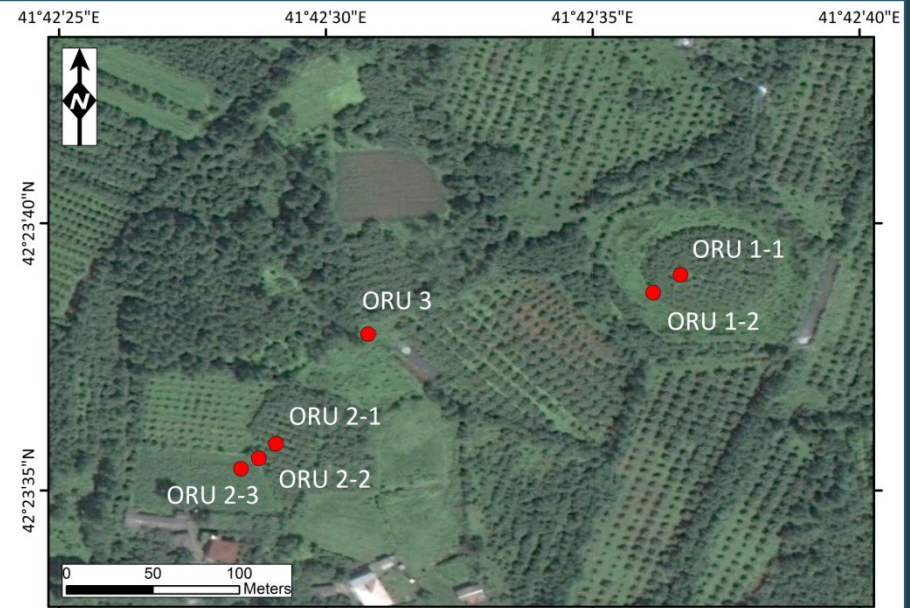 41°42'25"E 41°42'30"E 41°42'35"E 41°42'40"E
N
42°23'40"N
ORU 1-1
ORU 3
ORU 1-2
ORU 2-1
ORU 2-2
ORU 2-3
42°23'35"N
0 50 100
Meters